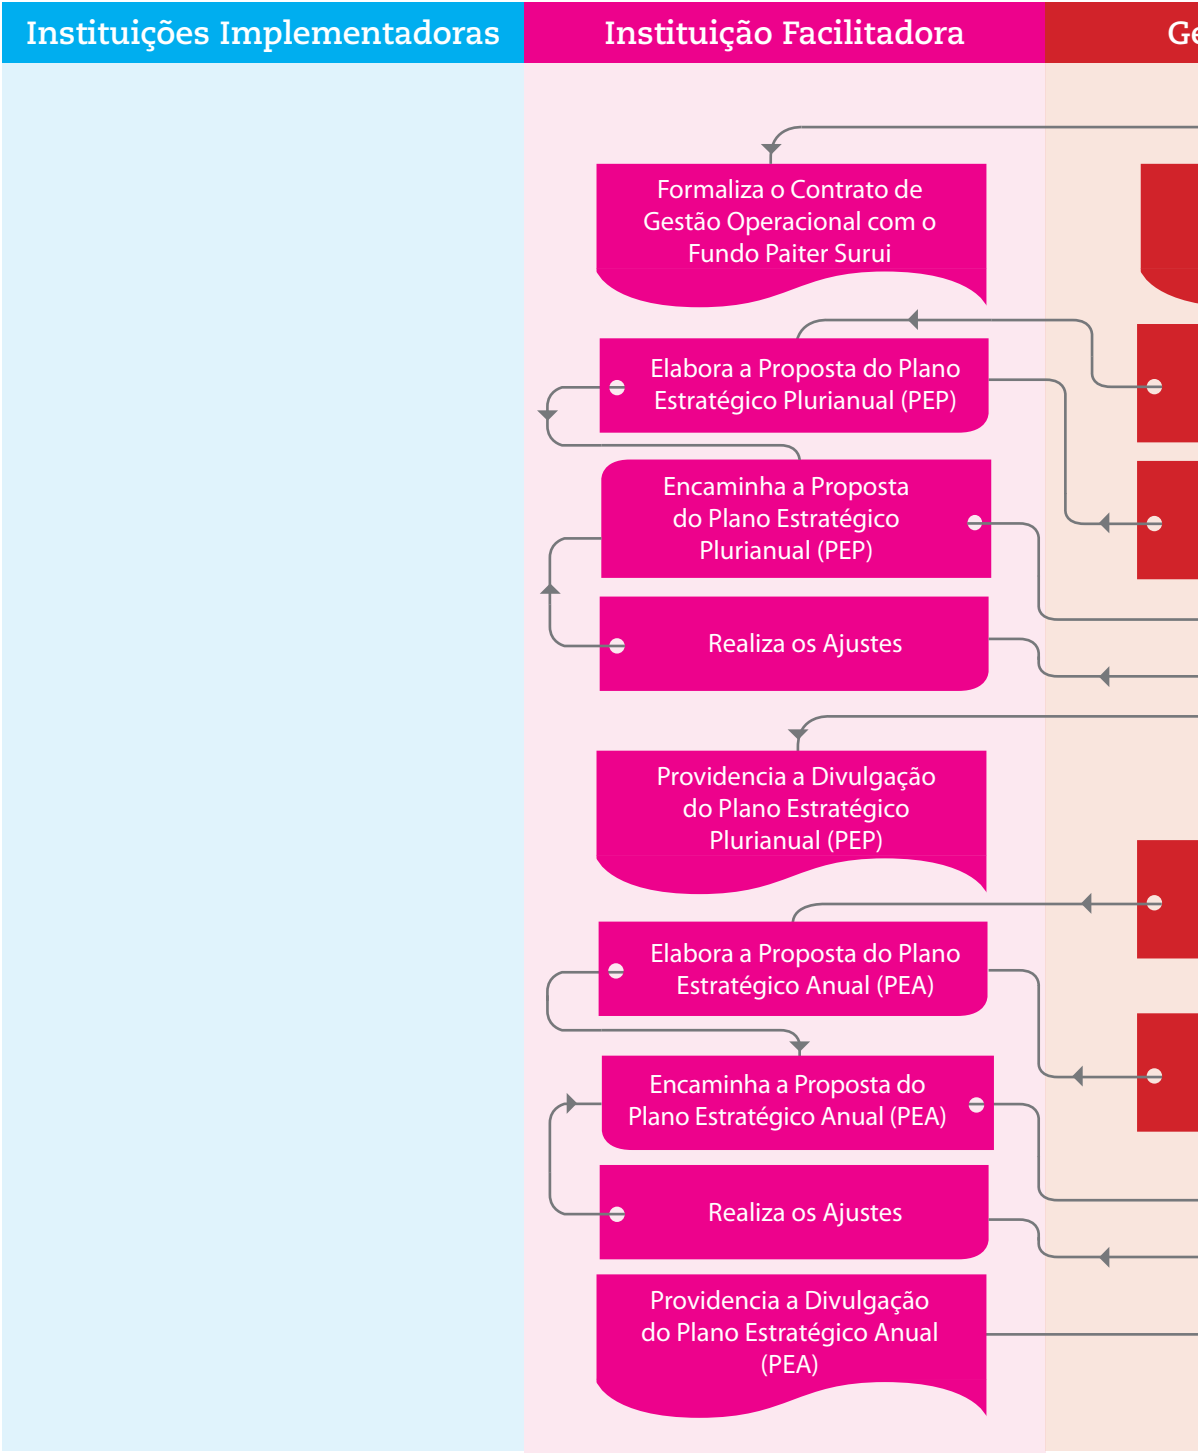 Instituições Implementadoras
Instituição Facilitadora
Ge
Formaliza o Contrato de
Gestão Operacional com o
Fundo Paiter Surui
Elabora a Proposta do Plano
Estratégico Plurianual (PEP)
Encaminha a Proposta
do Plano Estratégico
Plurianual (PEP)
Realiza os Ajustes
Providencia a Divulgação
do Plano Estratégico
Plurianual (PEP)
Elabora a Proposta do Plano
Estratégico Anual (PEA)
Encaminha a Proposta do
Plano Estratégico Anual (PEA)
Realiza os Ajustes
Providencia a Divulgação
do Plano Estratégico Anual
(PEA)